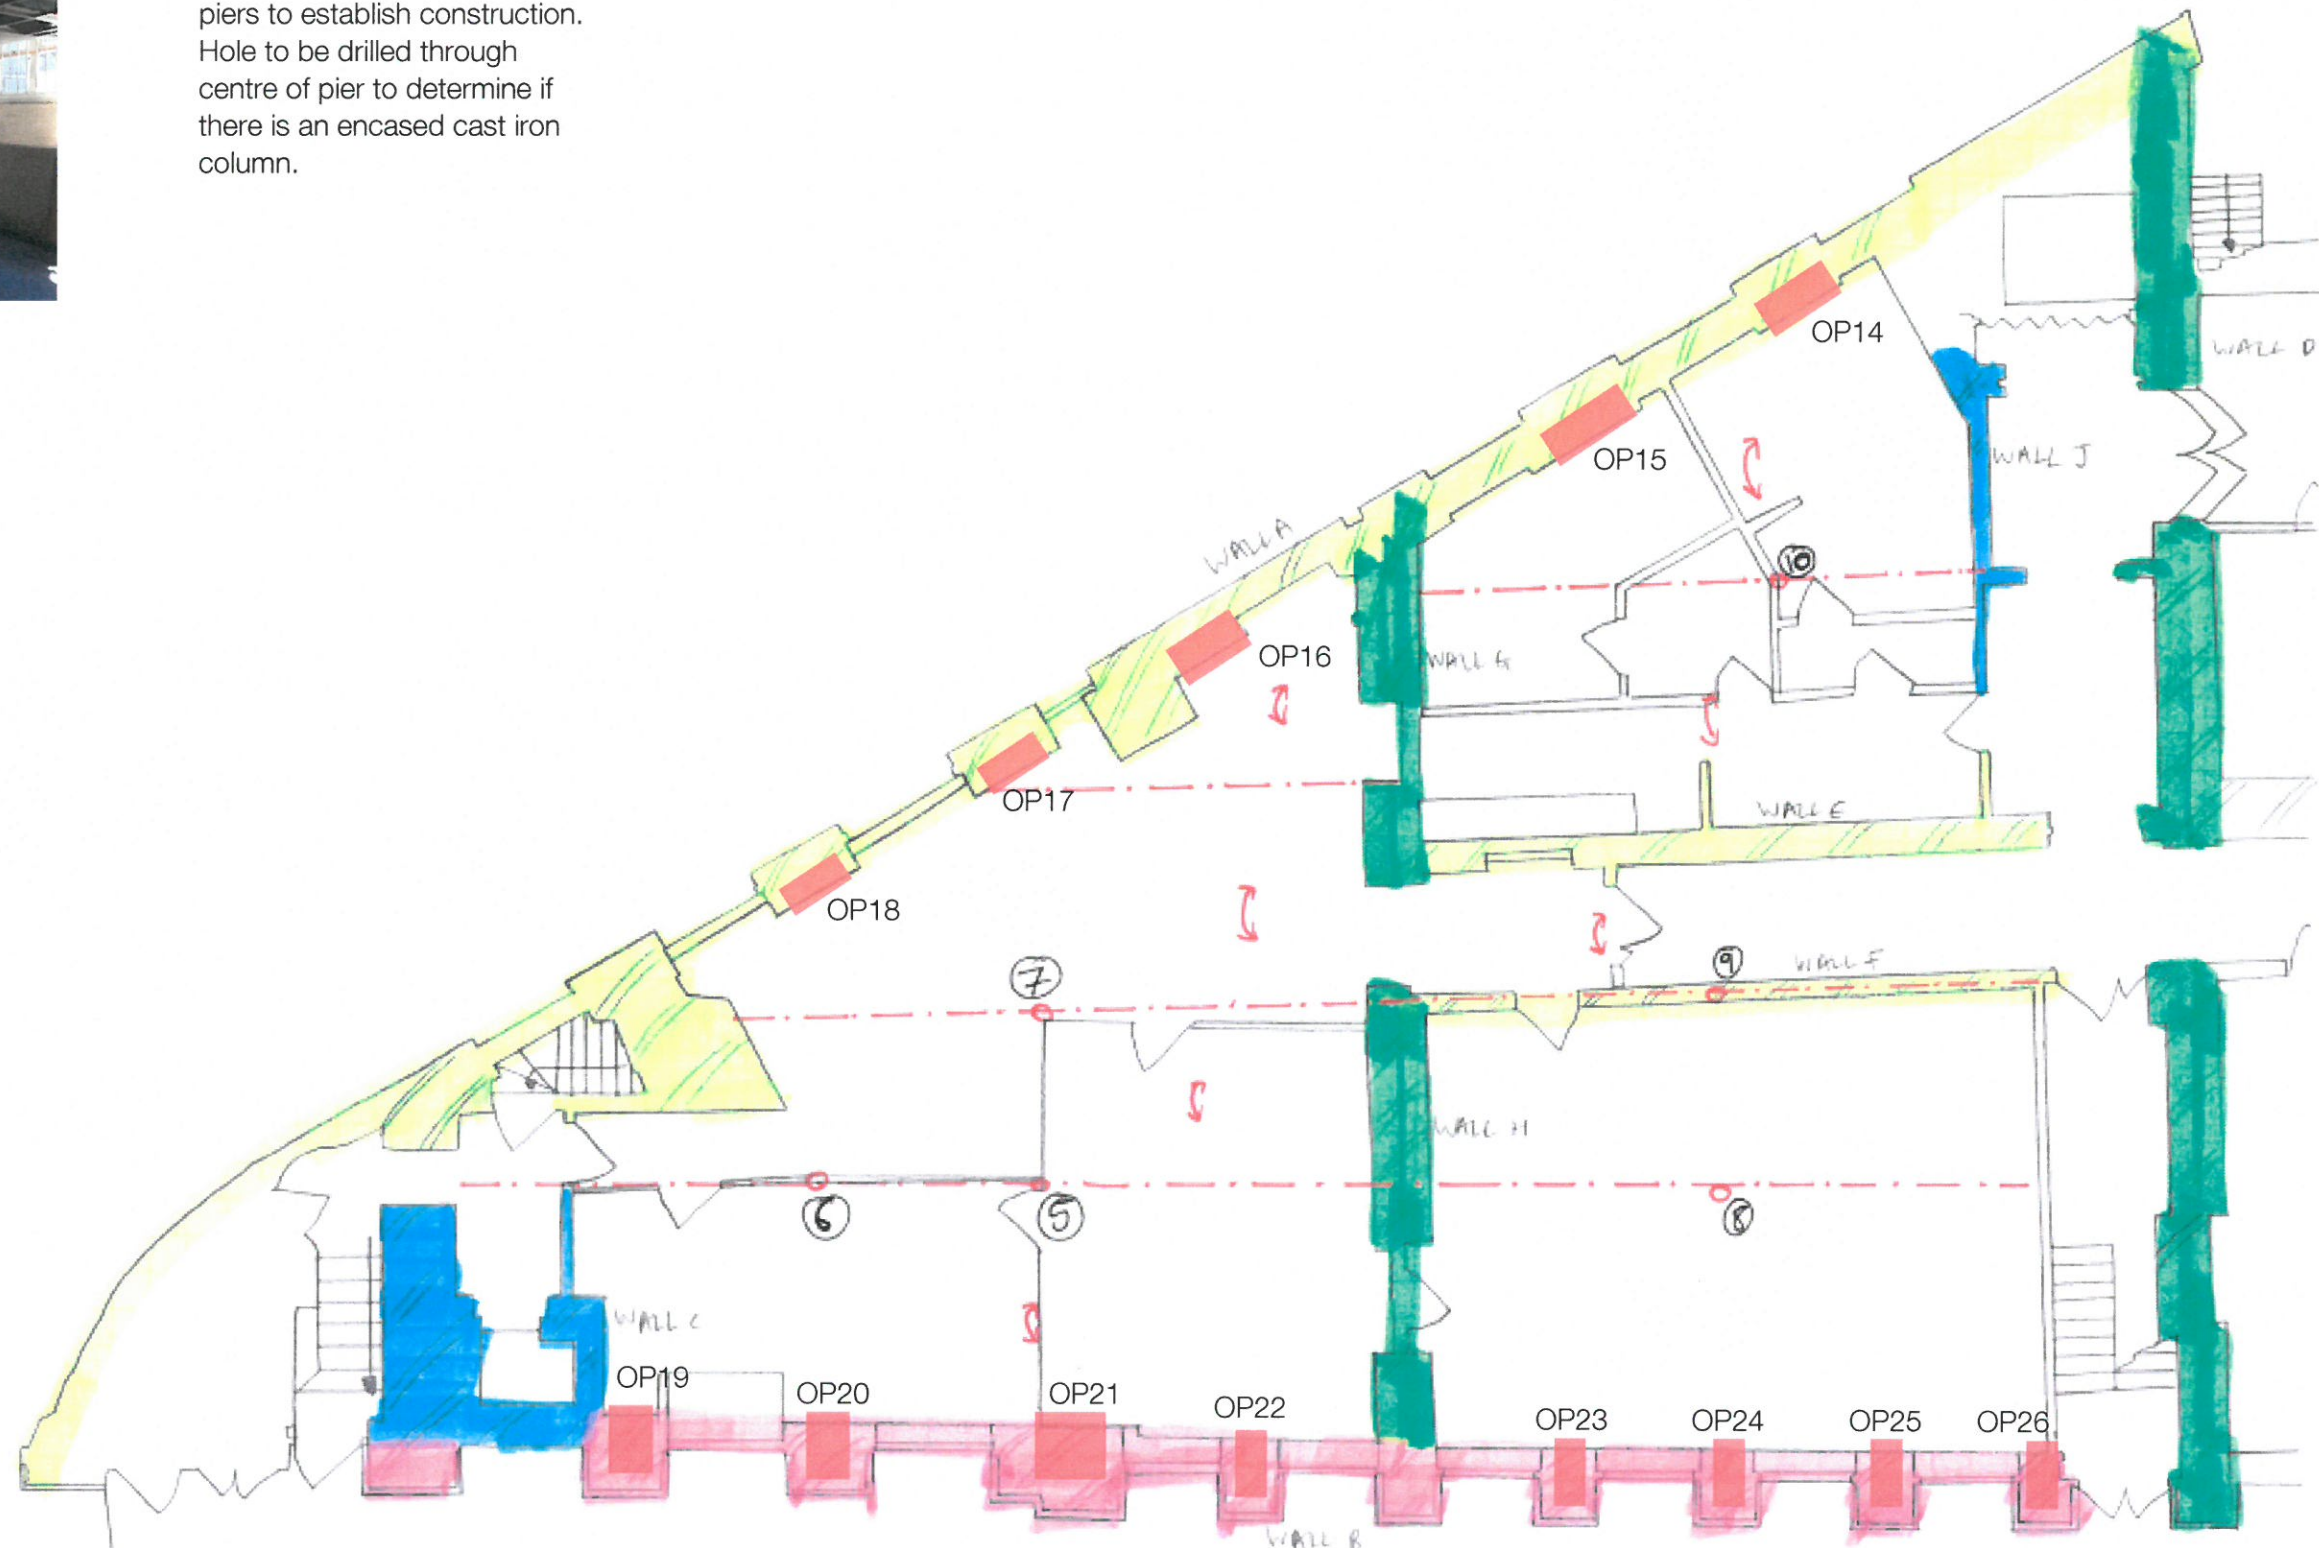 piers to establish construction.
Hole to be drilled through
centre of pier to determine if
there is an encased cast iron
column.
OP14
WALL D
WALL J
OP15
WALL A
10
OP16
WALL G
OP17
WALL E
OP18
7
9
WALL F
WALL H
6
5
8
WALL C
OP19
OP20
OP21
OP22
OP23
OP24
OP25
OP26
WALL B